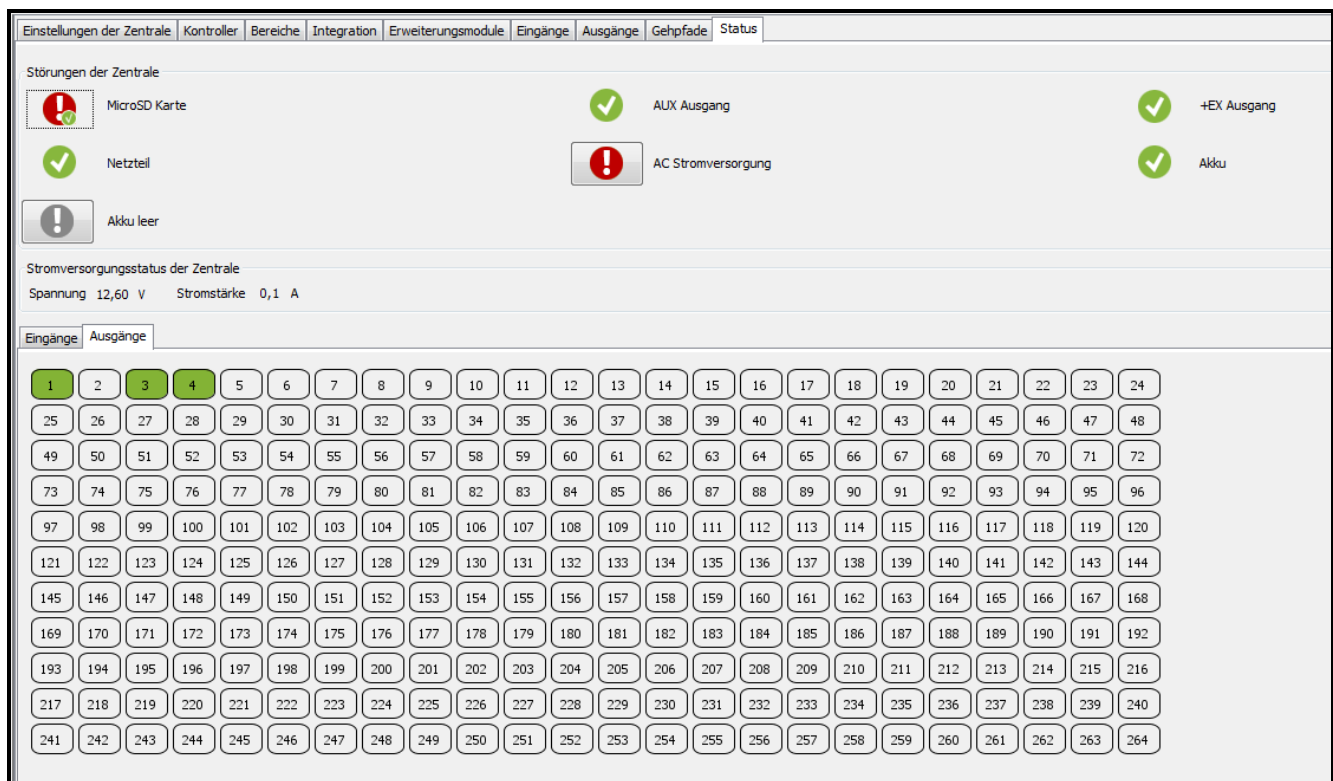 Einstellungen der Zentrale Kontroller Bereiche Integration Erweiterungsmodule Eingänge Ausgänge Gehpfade Status
Störungen der Zentrale
MicroSD Karte AUX Ausgang +EX Ausgang
Netzteil AC Stromversorgung Akku
Akku leer
Stromversorgungsstatus der Zentrale
Spannung 12,60 V Stromstärke 0,1 A
Eingänge Ausgänge
1 2 3 4 5 6 7 8 9 10 11 12 13 14 15 16 17 18 19 20 21 22 23 24
25 26 27 28 29 30 31 32 33 34 35 36 37 38 39 40 41 42 43 44 45 46 47 48
49 50 51 52 53 54 55 56 57 58 59 60 61 62 63 64 65 66 67 68 69 70 71 72
73 74 75 76 77 78 79 80 81 82 83 84 85 86 87 88 89 90 91 92 93 94 95 96
97 98 99 100 101 102 103 104 105 106 107 108 109 110 111 112 113 114 115 116 117 118 119 120
121 122 123 124 125 126 127 128 129 130 131 132 133 134 135 136 137 138 139 140 141 142 143 144
145 146 147 148 149 150 151 152 153 154 155 156 157 158 159 160 161 162 163 164 165 166 167 168
169 170 171 172 173 174 175 176 177 178 179 180 181 182 183 184 185 186 187 188 189 190 191 192
193 194 195 196 197 198 199 200 201 202 203 204 205 206 207 208 209 210 211 212 213 214 215 216
217 218 219 220 221 222 223 224 225 226 227 228 229 230 231 232 233 234 235 236 237 238 239 240
241 242 243 244 245 246 247 248 249 250 251 252 253 254 255 256 257 258 259 260 261 262 263 264